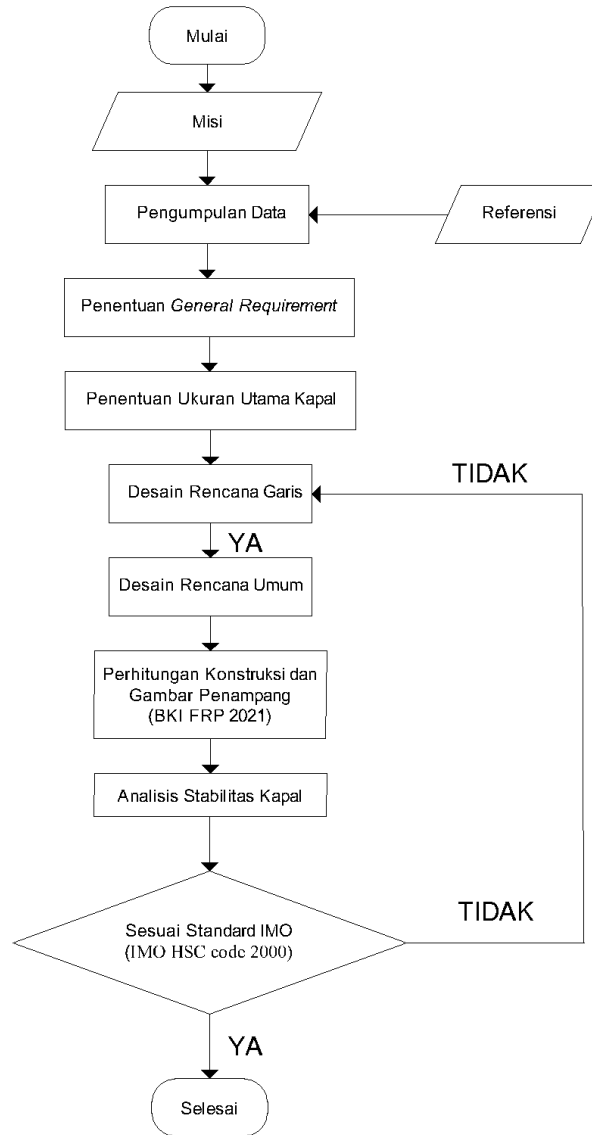 Mulai
Misi
Pengumpulan Data
Referensi
Penentuan General Requirement
Penentuan Ukuran Utama Kapal
Desain Rencana Garis
TIDAK
YA
Desain Rencana Umum
Perhitungan Konstruksi dan
Gambar Penampang
(BKI FRP 2021)
Analisis Stabilitas Kapal
Sesuai Standard IMO
(IMO HSC code 2000)
TIDAK
YA
Selesai